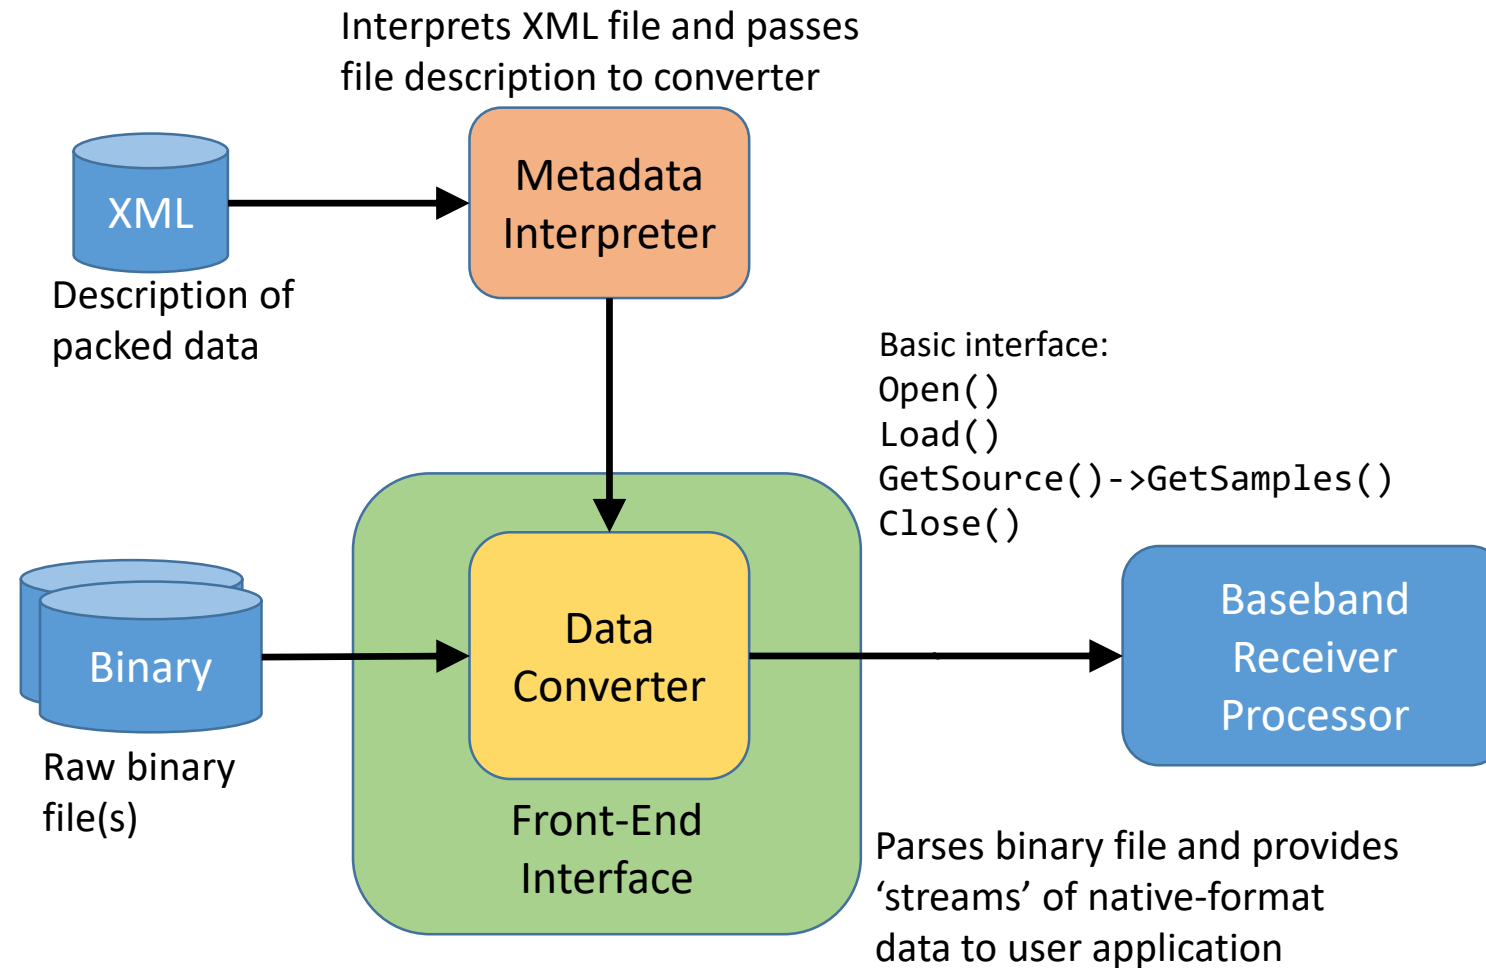 Interprets XML file and passes
file description to converter
XML
Metadata
Interpreter
Description of
packed data
Basic interface:
Open()
Load()
GetSource()->GetSamples()
Close()
Binary
Data
Converter
Baseband
Receiver
Processor
Raw binary
file(s)
Front-End
Interface
Parses binary file and provides
‘streams’ of native-format
data to user application